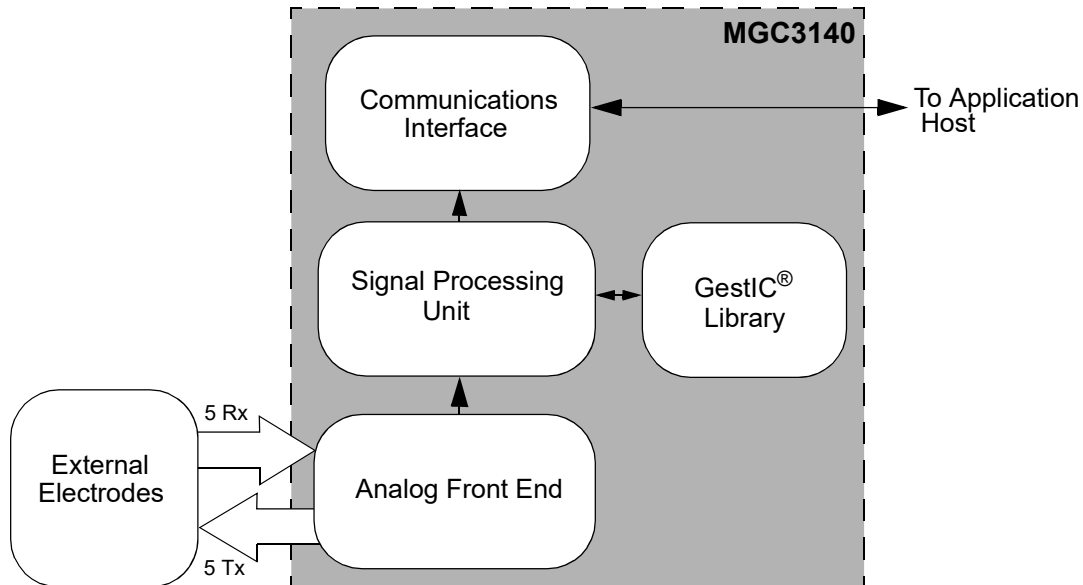 MGC3140
Communications
Interface
To Application
Host
Signal Processing
Unit
GestIC®
Library
5 Rx
External
Electrodes
Analog Front End
5 Tx